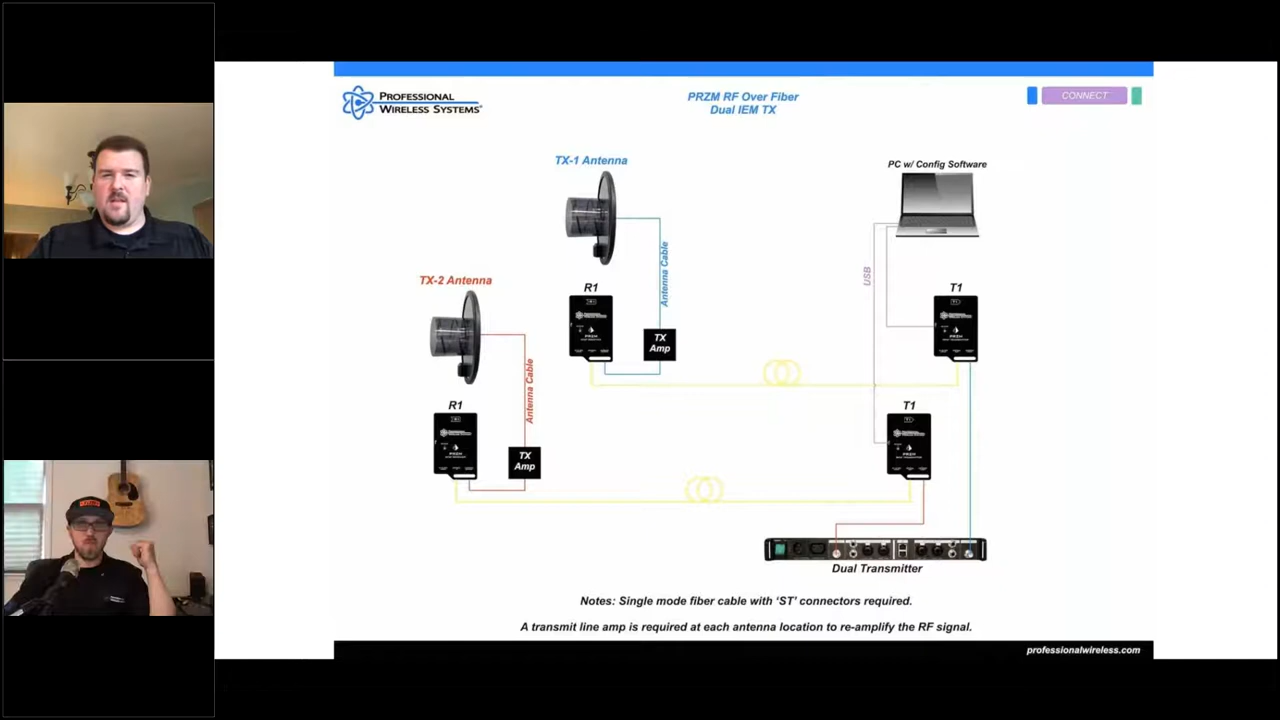 PROFESSIONAL
WIRELESS SYSTEMS®
PRZM RF Over Fiber
Dual IEM TX
CONNECT
TX-1 Antenna
PC w/ Config Software
Antenna Cable
USB
TX-2 Antenna
R1
T1
TX
Amp
Antenna Cable
R1
T1
TX
Amp
Dual Transmitter
Notes: Single mode fiber cable with ‘ST’ connectors required.
A transmit line amp is required at each antenna location to re-amplify the RF signal.
professionalwireless.com